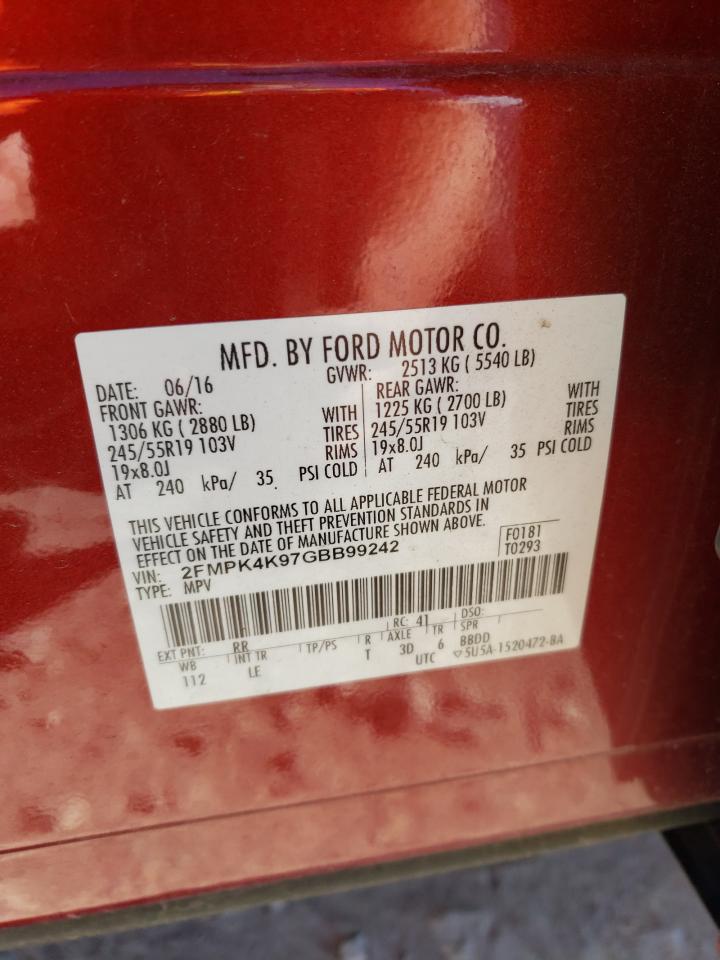 MFD. BY FORD MOTOR CO.
DATE: 06/16 GVWR: 2513 KG ( 5540 LB)
FRONT GAWR: REAR GAWR:
1306 KG ( 2880 LB) WITH 1225 KG ( 2700 LB) WITH
245/55R19 103V TIRES 245/55R19 103V TIRES
19x8.0J RIMS 19x8.0J RIMS
AT 240 kPa/ 35 PSI COLD AT 240 kPa/ 35 PSI COLD
THIS VEHICLE CONFORMS TO ALL APPLICABLE FEDERAL MOTOR
VEHICLE SAFETY AND THEFT PREVENTION STANDARDS IN
EFFECT ON THE DATE OF MANUFACTURE SHOWN ABOVE.
VIN: 2FMPK4K97GBB99242 F0181
TYPE: MPV T0293
EXT PNT: RR RC: 41 DSO:
WB INT TR TP/PS R AXLE TR SPR
112 LE T 3D 6 BBDD
UTC ▽5U5A-1520472-BA